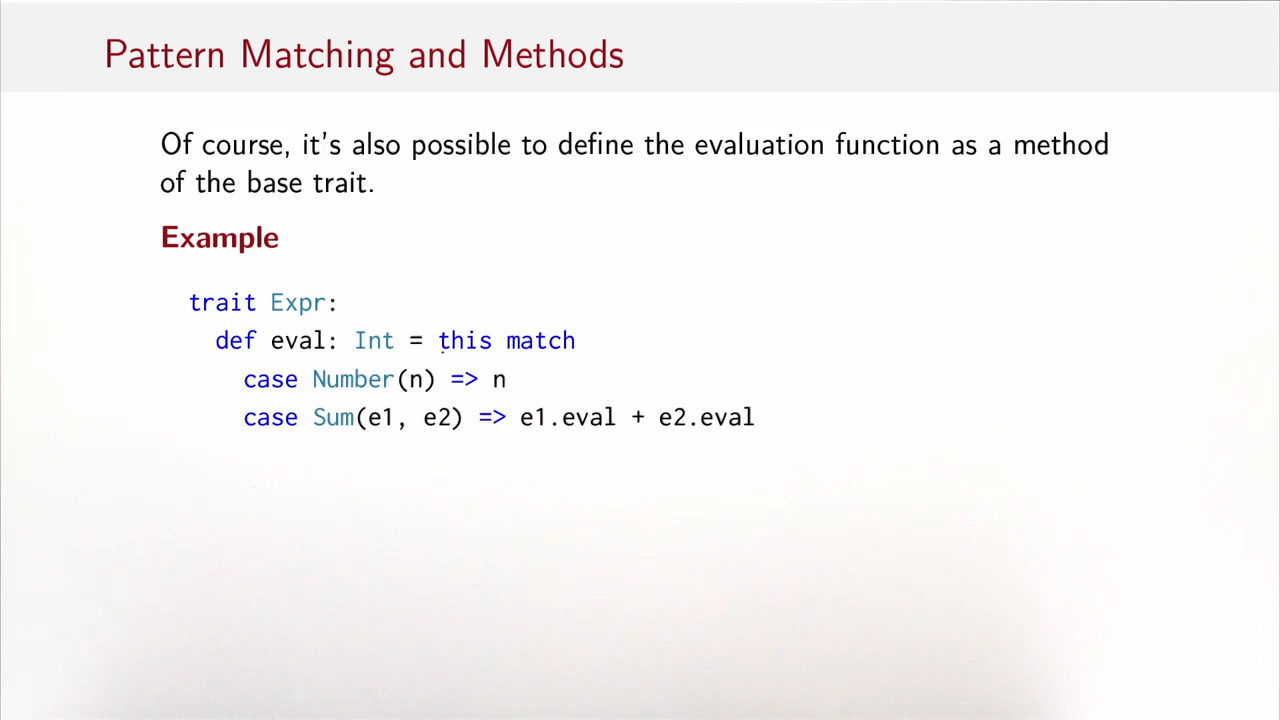 Pattern Matching and Methods
Of course, it's also possible to define the evaluation function as a method
of the base trait.
Example
trait Expr:
def eval: Int = this match
case Number(n) => n
case Sum(e1, e2) => e1.eval + e2.eval